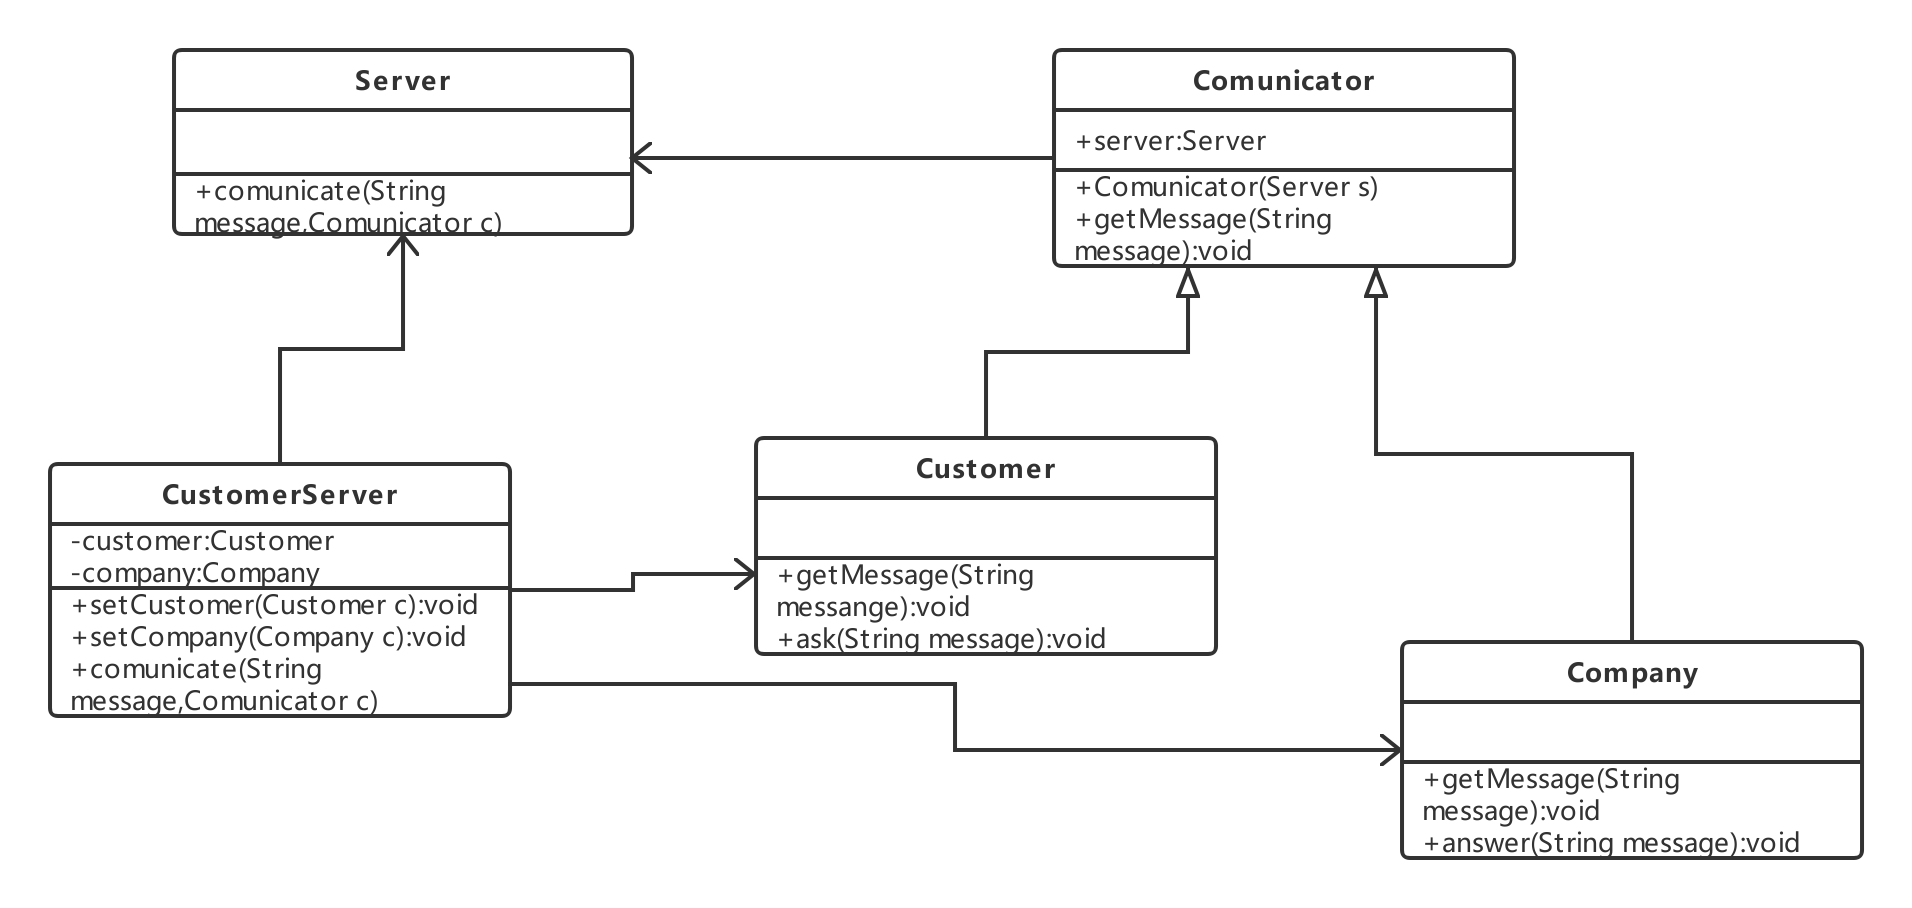 Server
+comunicate(String
message,Comunicator c)
Comunicator
+server:Server
+Comunicator(Server s)
+getMessage(String
message):void
CustomerServer
-customer:Customer
-company:Company
+setCustomer(Customer c):void
+setCompany(Company c):void
+comunicate(String
message,Comunicator c)
Customer
+getMessage(String
messange):void
+ask(String message):void
Company
+getMessage(String
message):void
+answer(String message):void